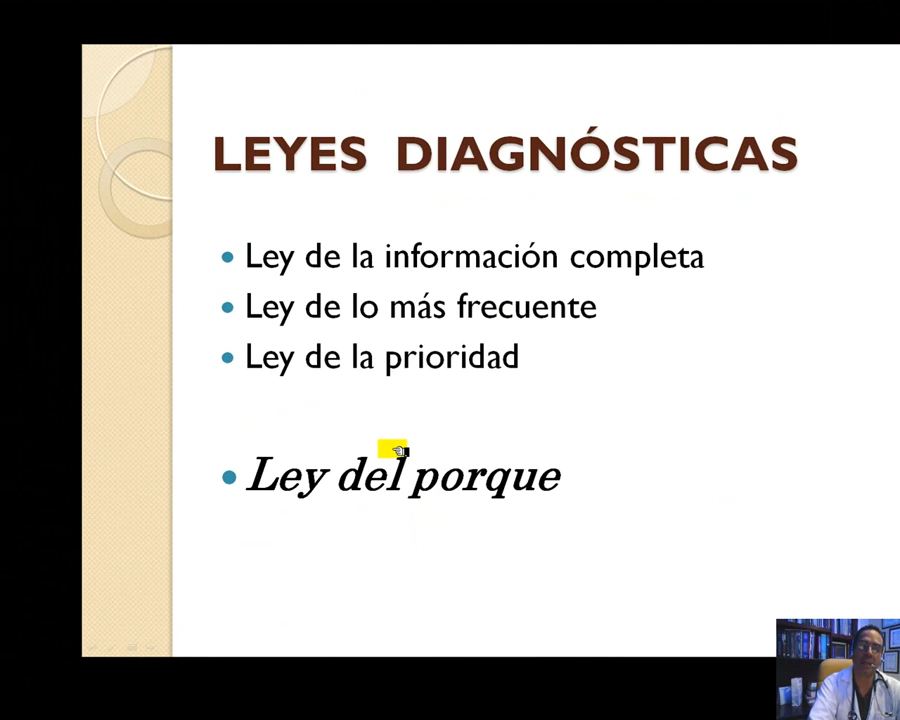 LEYES DIAGNÓSTICAS
Ley de la información completa
Ley de lo más frecuente
Ley de la prioridad
Ley del porque